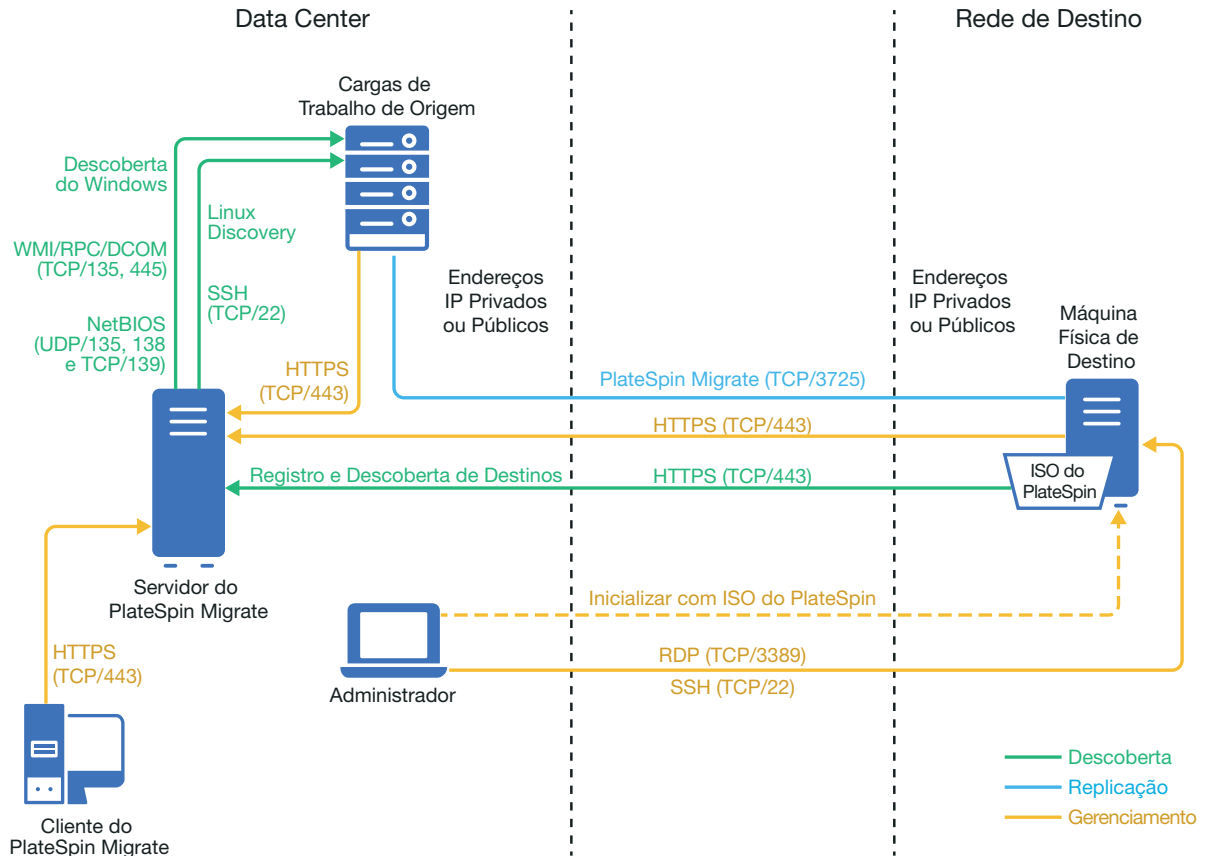 Data Center
Rede de Destino
Cargas de
Trabalho de Origem
Descoberta
do Windows
Linux
Discovery
WMI/RPC/DCOM
(TCP/135, 445)
SSH
(TCP/22)
NetBIOS
(UDP/135, 138
e TCP/139)
Endereços
IP Privados
ou Públicos
Endereços
IP Privados
ou Públicos
Máquina
Física de
Destino
HTTPS
(TCP/443)
PlateSpin Migrate (TCP/3725)
HTTPS (TCP/443)
Registro e Descoberta de Destinos
HTTPS (TCP/443)
ISO do
PlateSpin
Servidor do
PlateSpin Migrate
Inicializar com ISO do PlateSpin
HTTPS
(TCP/443)
RDP (TCP/3389)
SSH (TCP/22)
Administrador
Descoberta
Replicação
Gerenciamento
Cliente do
PlateSpin Migrate